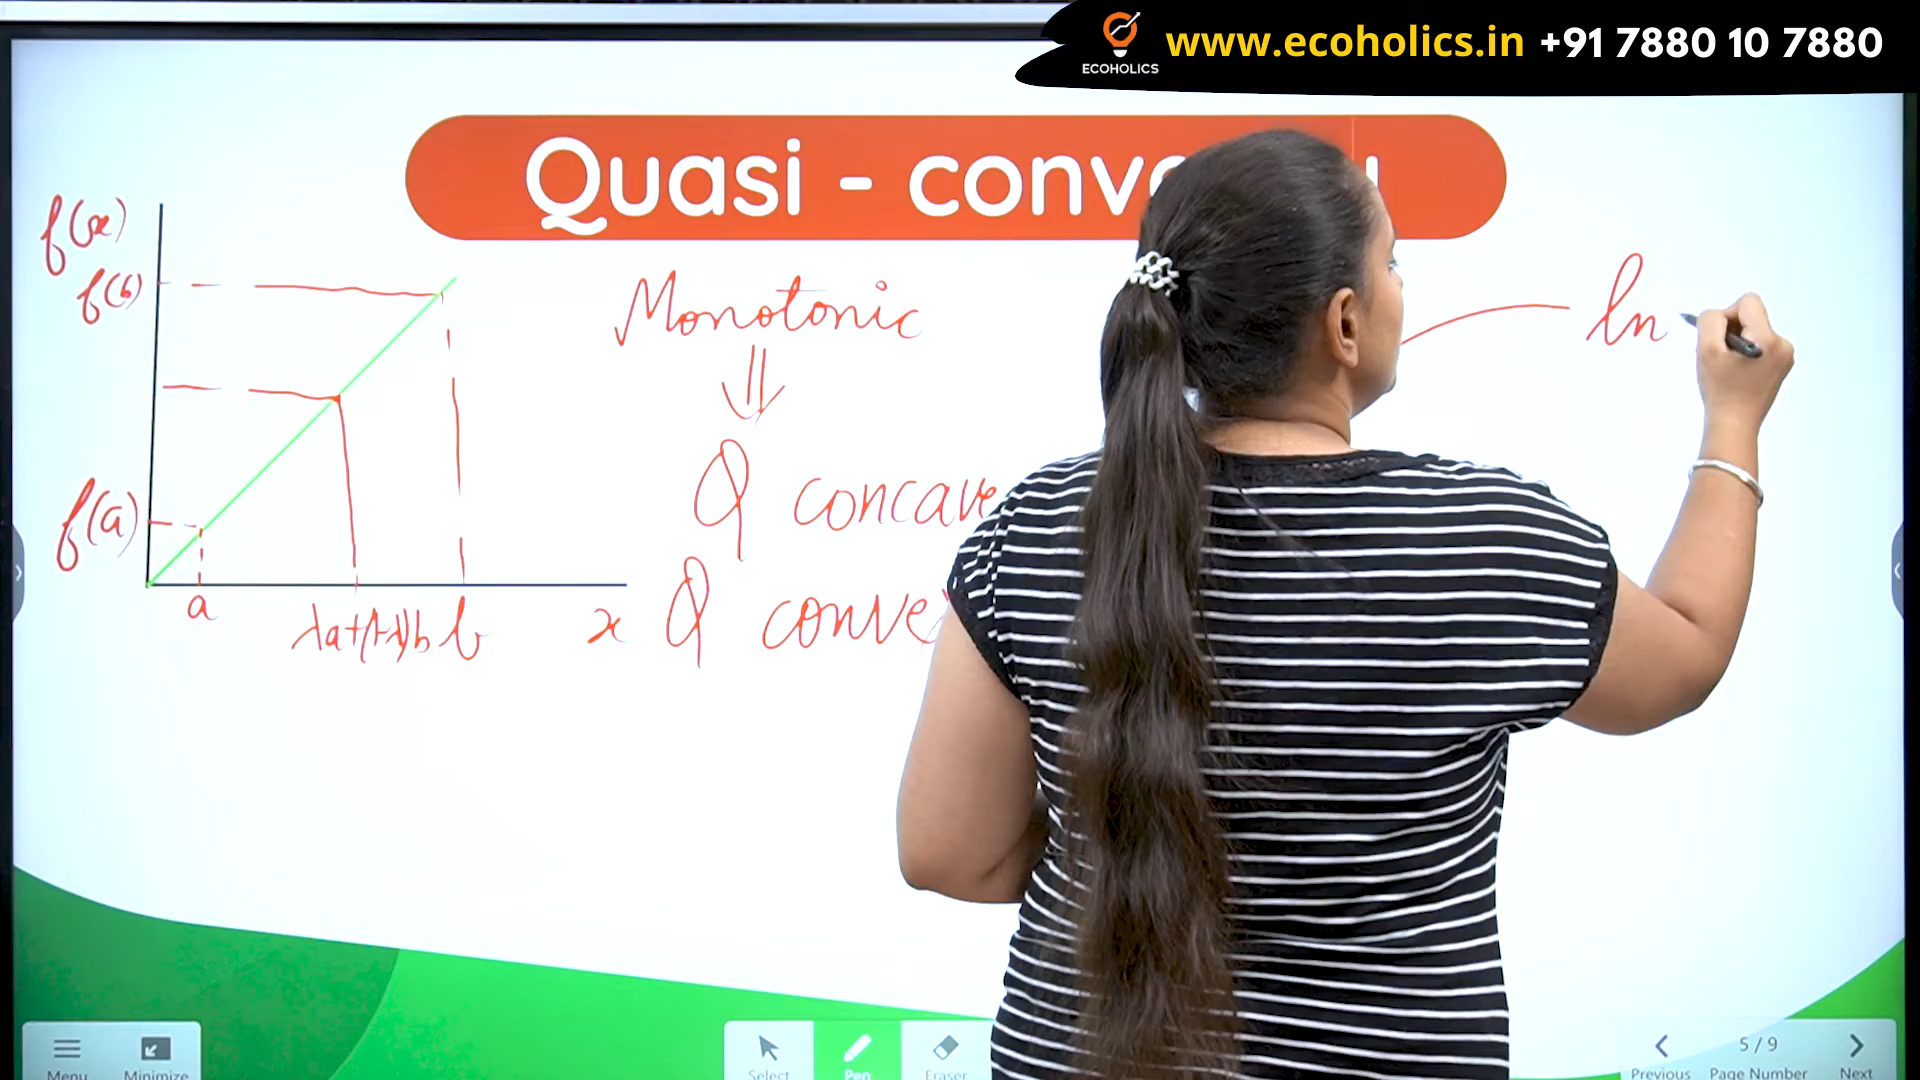 www.ecoholics.in +91 7880 10 7880
ECOHOLICS
Quasi - conve
f(x)
f(b)
Monotonic
ln
Q concave
f(a)
a
λa+(1-λ)b b x
Q conve
Menu Minimize
Select Pen Eraser
5 / 9
Previous Page Number Next